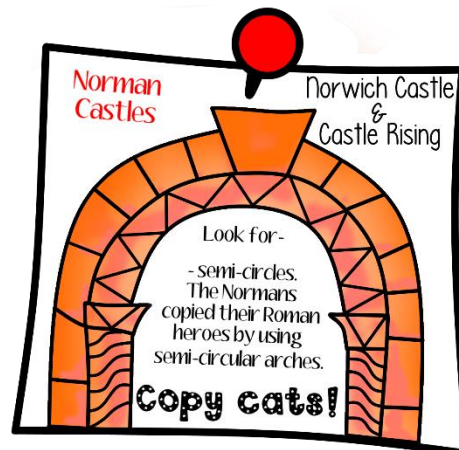 Norman
Castles
Norwich Castle
&
Castle Rising
Look for-
- semi-circles.
The Normans
copied their Roman
heroes by using
semi-circular arches.
Copy cats!